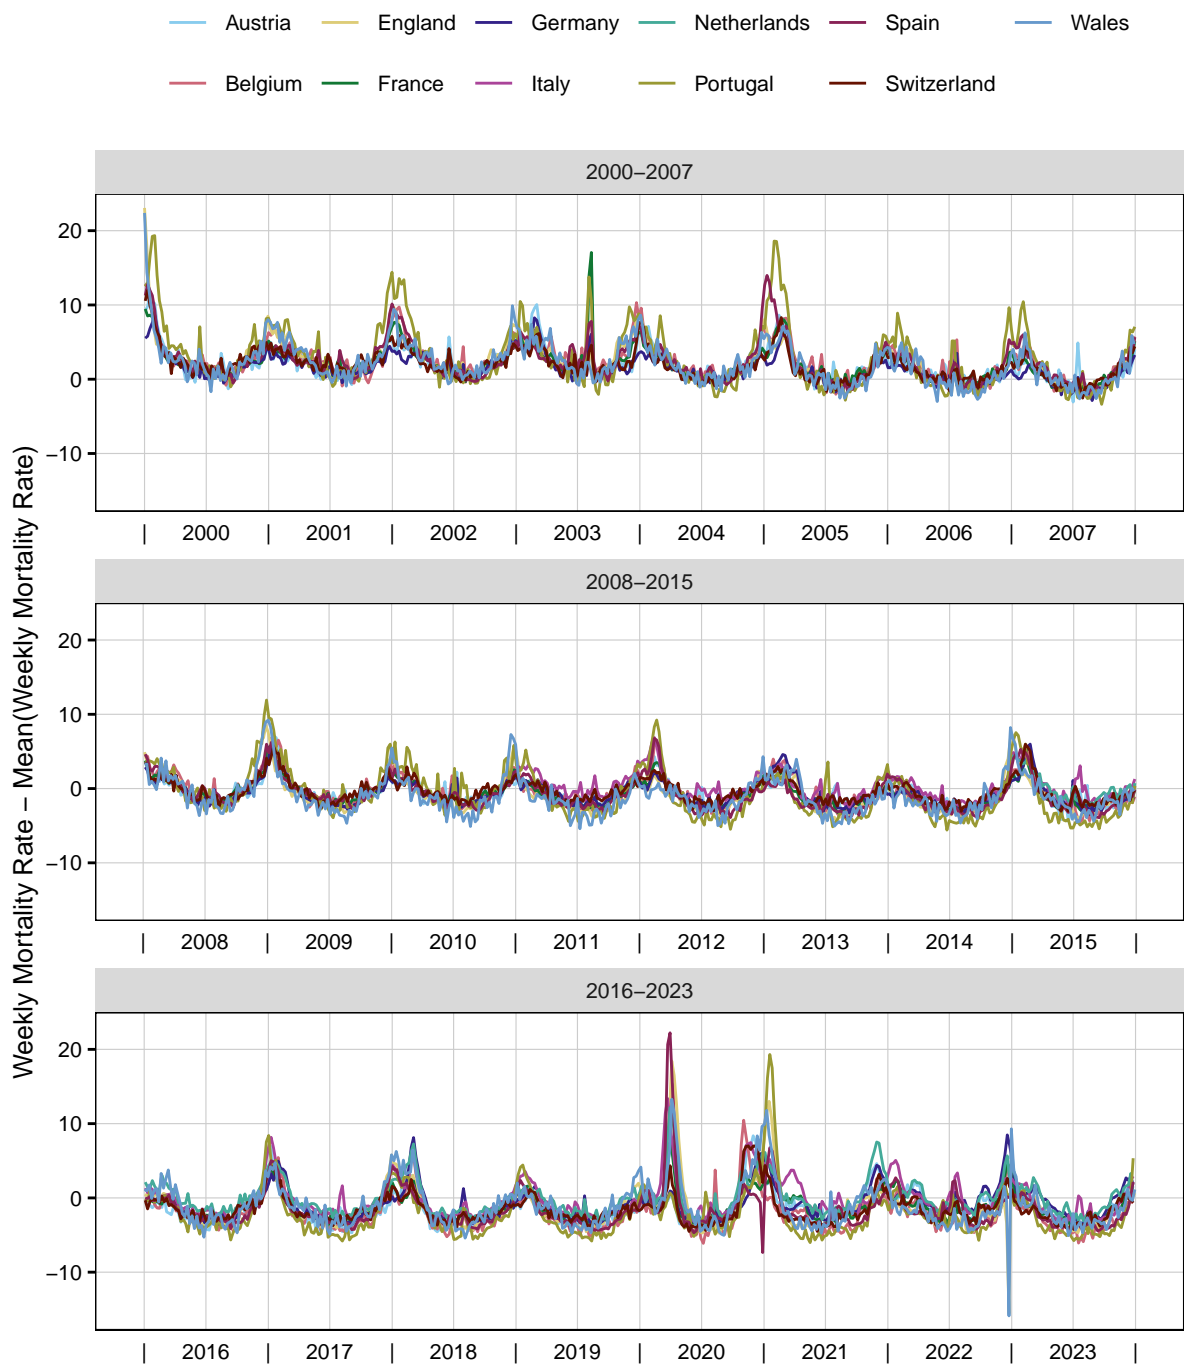 Austria England Germany Netherlands Spain Wales
Belgium France Italy Portugal Switzerland
Weekly Mortality Rate − Mean(Weekly Mortality Rate)
2000−2007
20
10
0
−10
| 2000 | 2001 | 2002 | 2003 | 2004 | 2005 | 2006 | 2007 |
2008−2015
20
10
0
−10
| 2008 | 2009 | 2010 | 2011 | 2012 | 2013 | 2014 | 2015 |
2016−2023
20
10
0
−10
| 2016 | 2017 | 2018 | 2019 | 2020 | 2021 | 2022 | 2023 |